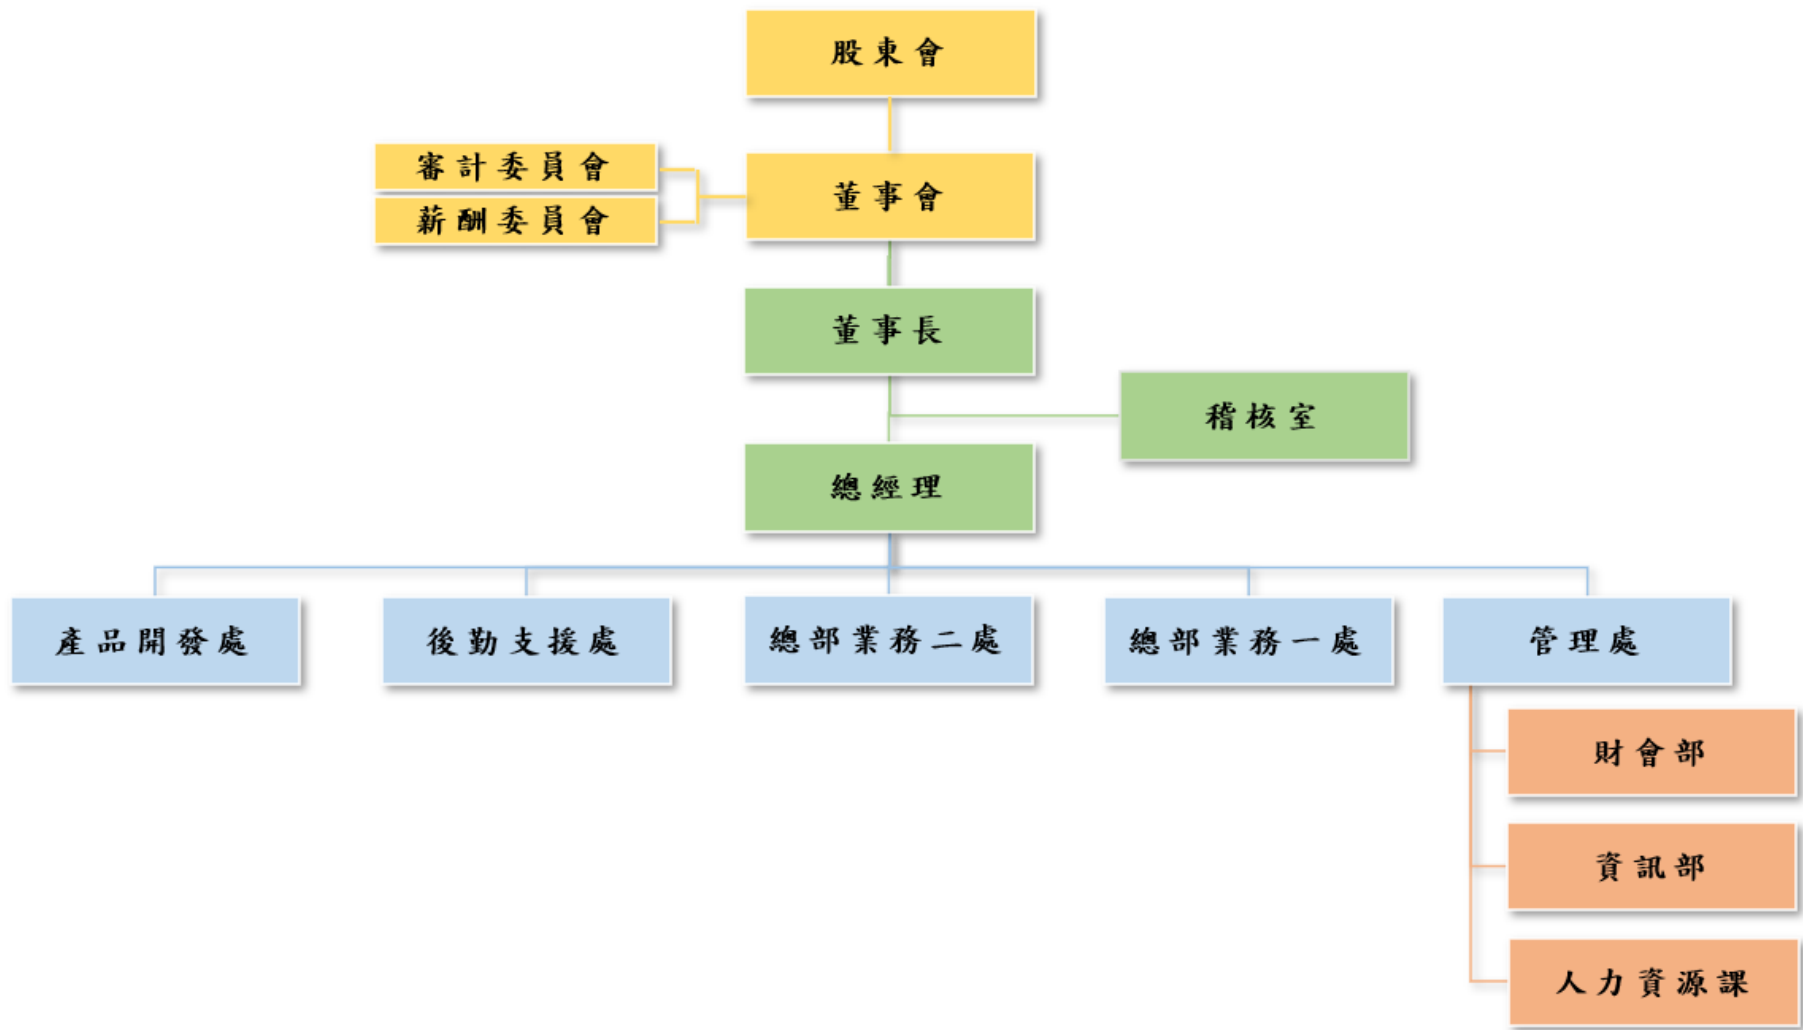 股東會
審計委員會
薪酬委員會
董事會
董事長
稽核室
總經理
產品開發處
後勤支援處
總部業務二處
總部業務一處
管理處
財會部
資訊部
人力資源課